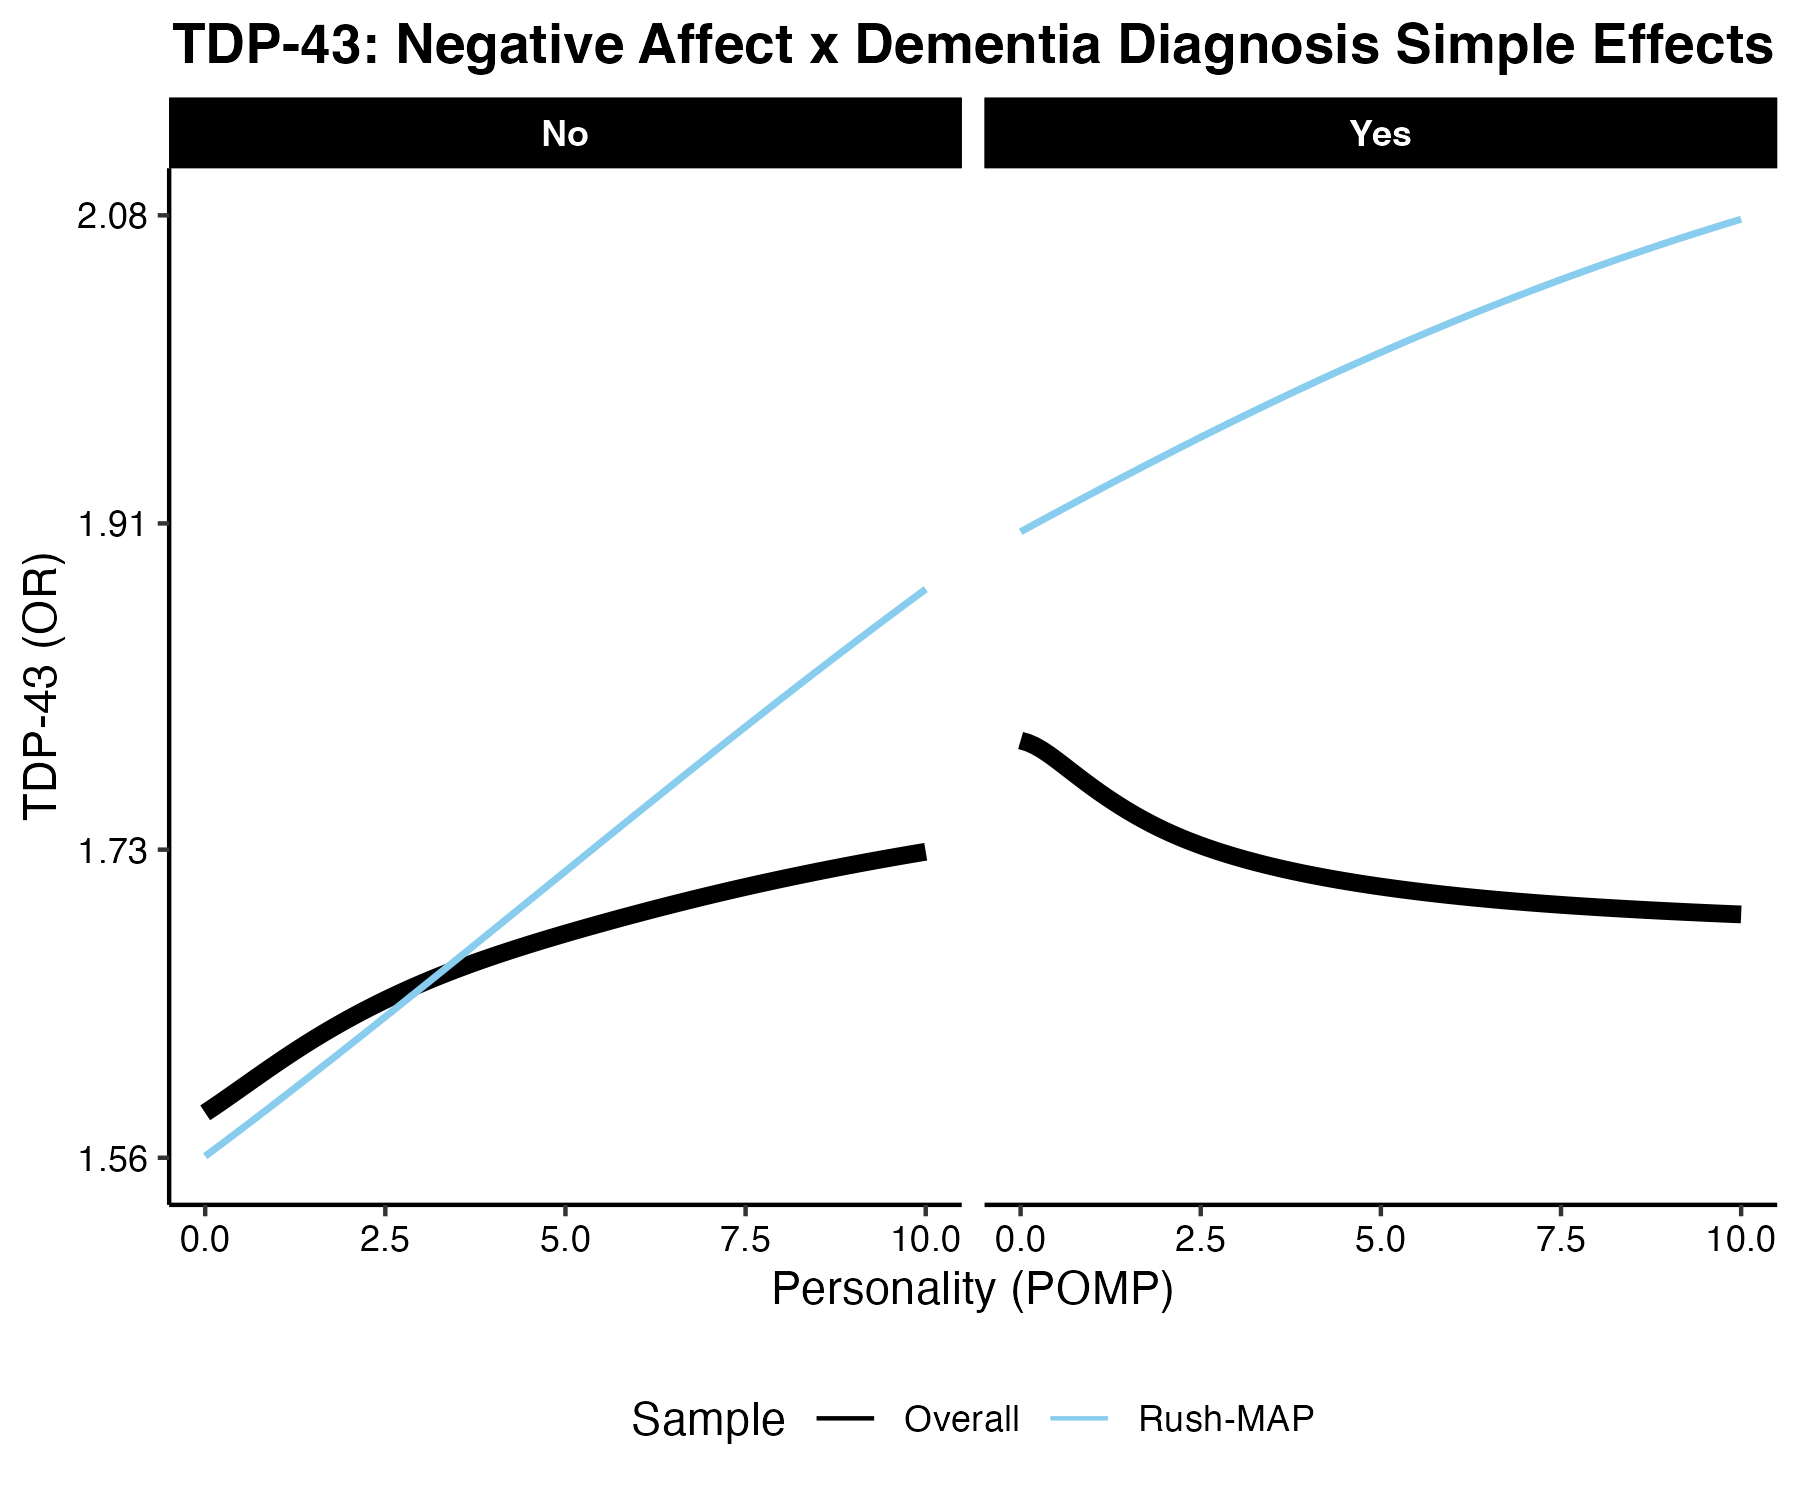 TDP-43: Negative Affect x Dementia Diagnosis Simple Effects
No
Yes
2.08
1.91
1.73
1.56
TDP-43 (OR)
0.0 2.5 5.0 7.5 10.0
0.0 2.5 5.0 7.5 10.0
Personality (POMP)
Sample Overall Rush-MAP